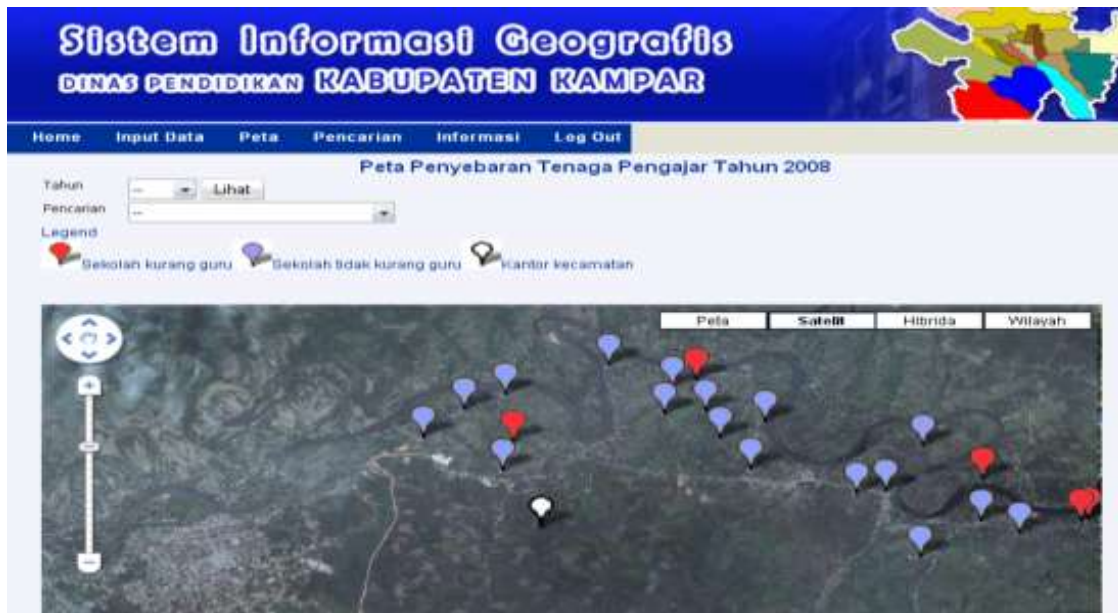 Sistem Informasi Geografis
DINAS PENDIDIKAN KABUPATEN KAMPAR
Home Input Data Peta Pencarian Informasi Log Out
Peta Penyebaran Tenaga Pengajar Tahun 2008
Tahun -- Lihat
Pencarian --
Legend
Sekolah kurang guru Sekolah tidak kurang guru Kantor kecamatan
Peta Satelit Hibrida Wilayah